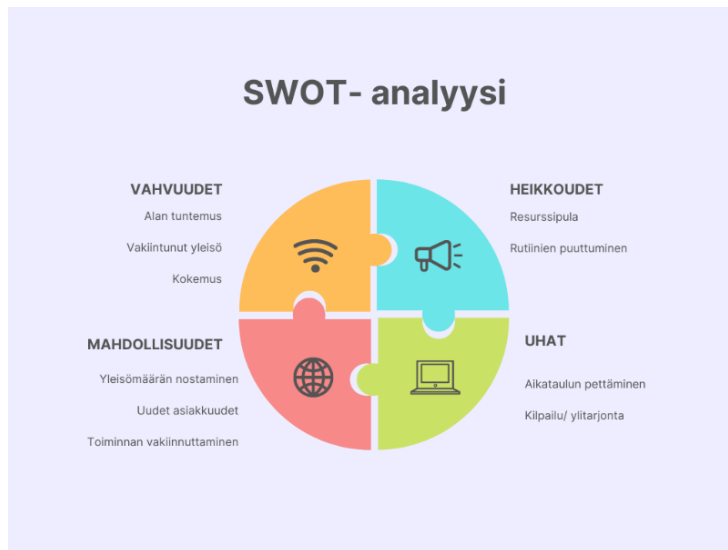 SWOT- analyysi
VAHVUUDET
Alan tuntemus
Vakiintunut yleisö
Kokemus
HEIKKOUDET
Resurssipula
Rutiinien puuttuminen
MAHDOLLISUUDET
Yleisömäärän nostaminen
Uudet asiakkuudet
Toiminnan vakiinnuttaminen
UHAT
Aikataulun pettäminen
Kilpailu/ ylitarjonta